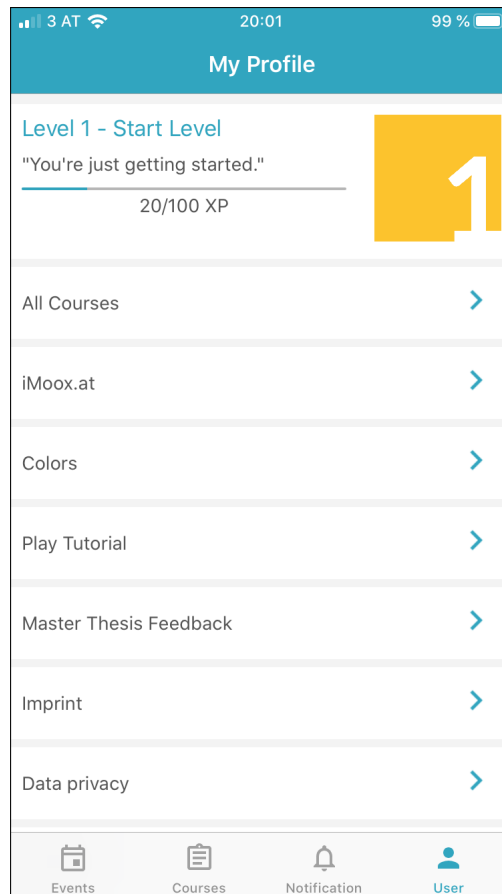 3 AT 20:01 99 %
My Profile
Level 1 - Start Level
"You're just getting started."
20/100 XP
1
All Courses
iMoox.at
Colors
Play Tutorial
Master Thesis Feedback
Imprint
Data privacy
Events Courses Notification User